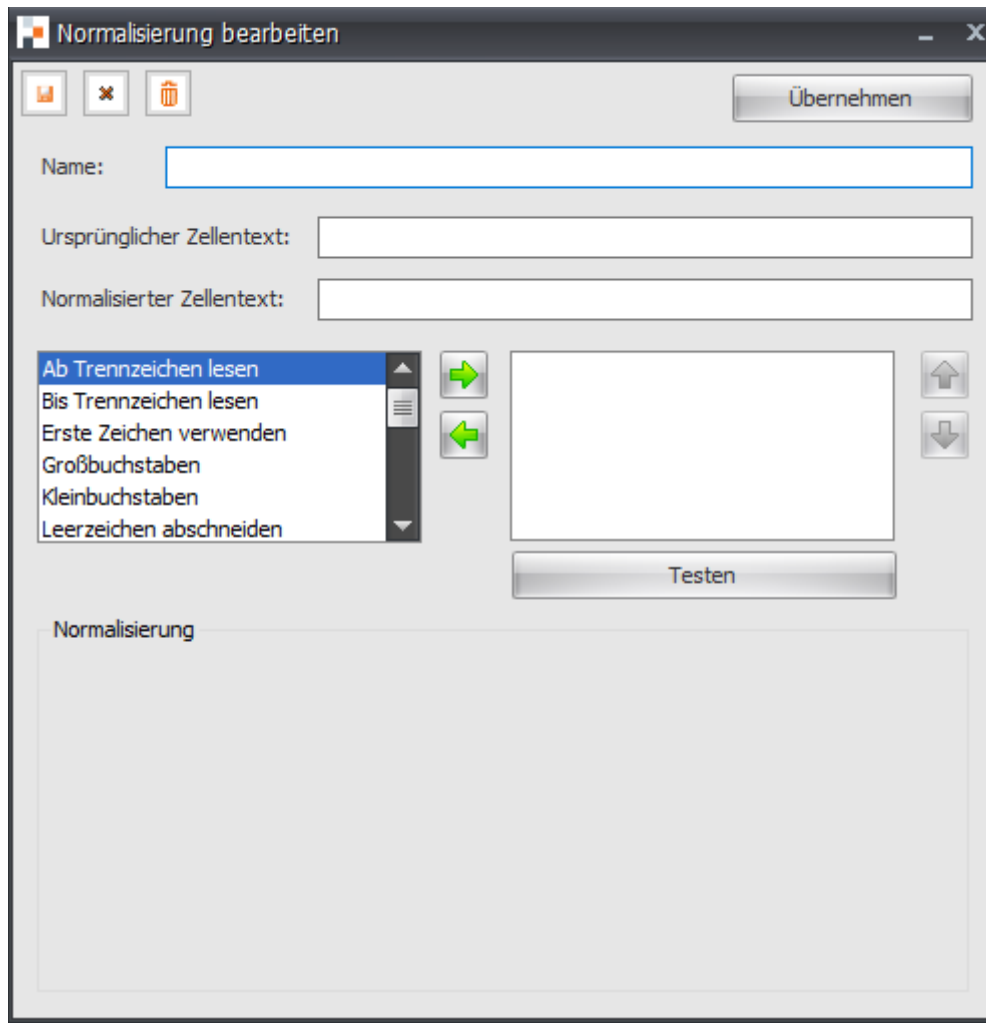 Normalisierung bearbeiten
Übernehmen
Name:
Ursprünglicher Zellentext:
Normalisierter Zellentext:
Ab Trennzeichen lesen
Bis Trennzeichen lesen
Erste Zeichen verwenden
Großbuchstaben
Kleinbuchstaben
Leerzeichen abschneiden
Testen
Normalisierung